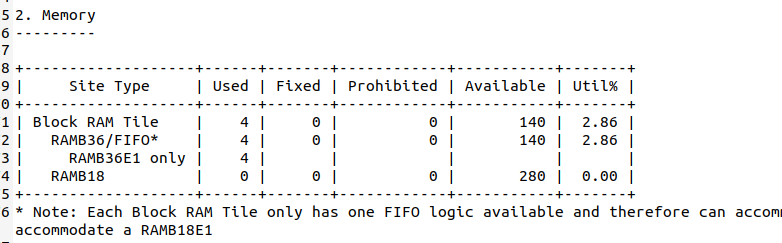 5 2. Memory
6 ---------
7
8 +-------------------+------+-------+------------+-----------+-------+
9 |     Site Type     | Used | Fixed | Prohibited | Available | Util% |
0 +-------------------+------+-------+------------+-----------+-------+
1 | Block RAM Tile    |    4 |     0 |          0 |       140 |  2.86 |
2 |   RAMB36/FIFO*    |    4 |     0 |          0 |       140 |  2.86 |
3 |     RAMB36E1 only |    4 |       |            |           |       |
4 |   RAMB18          |    0 |     0 |          0 |       280 |  0.00 |
5 +-------------------+------+-------+------------+-----------+-------+
6 * Note: Each Block RAM Tile only has one FIFO logic available and therefore can
accommodate a RAMB18E1